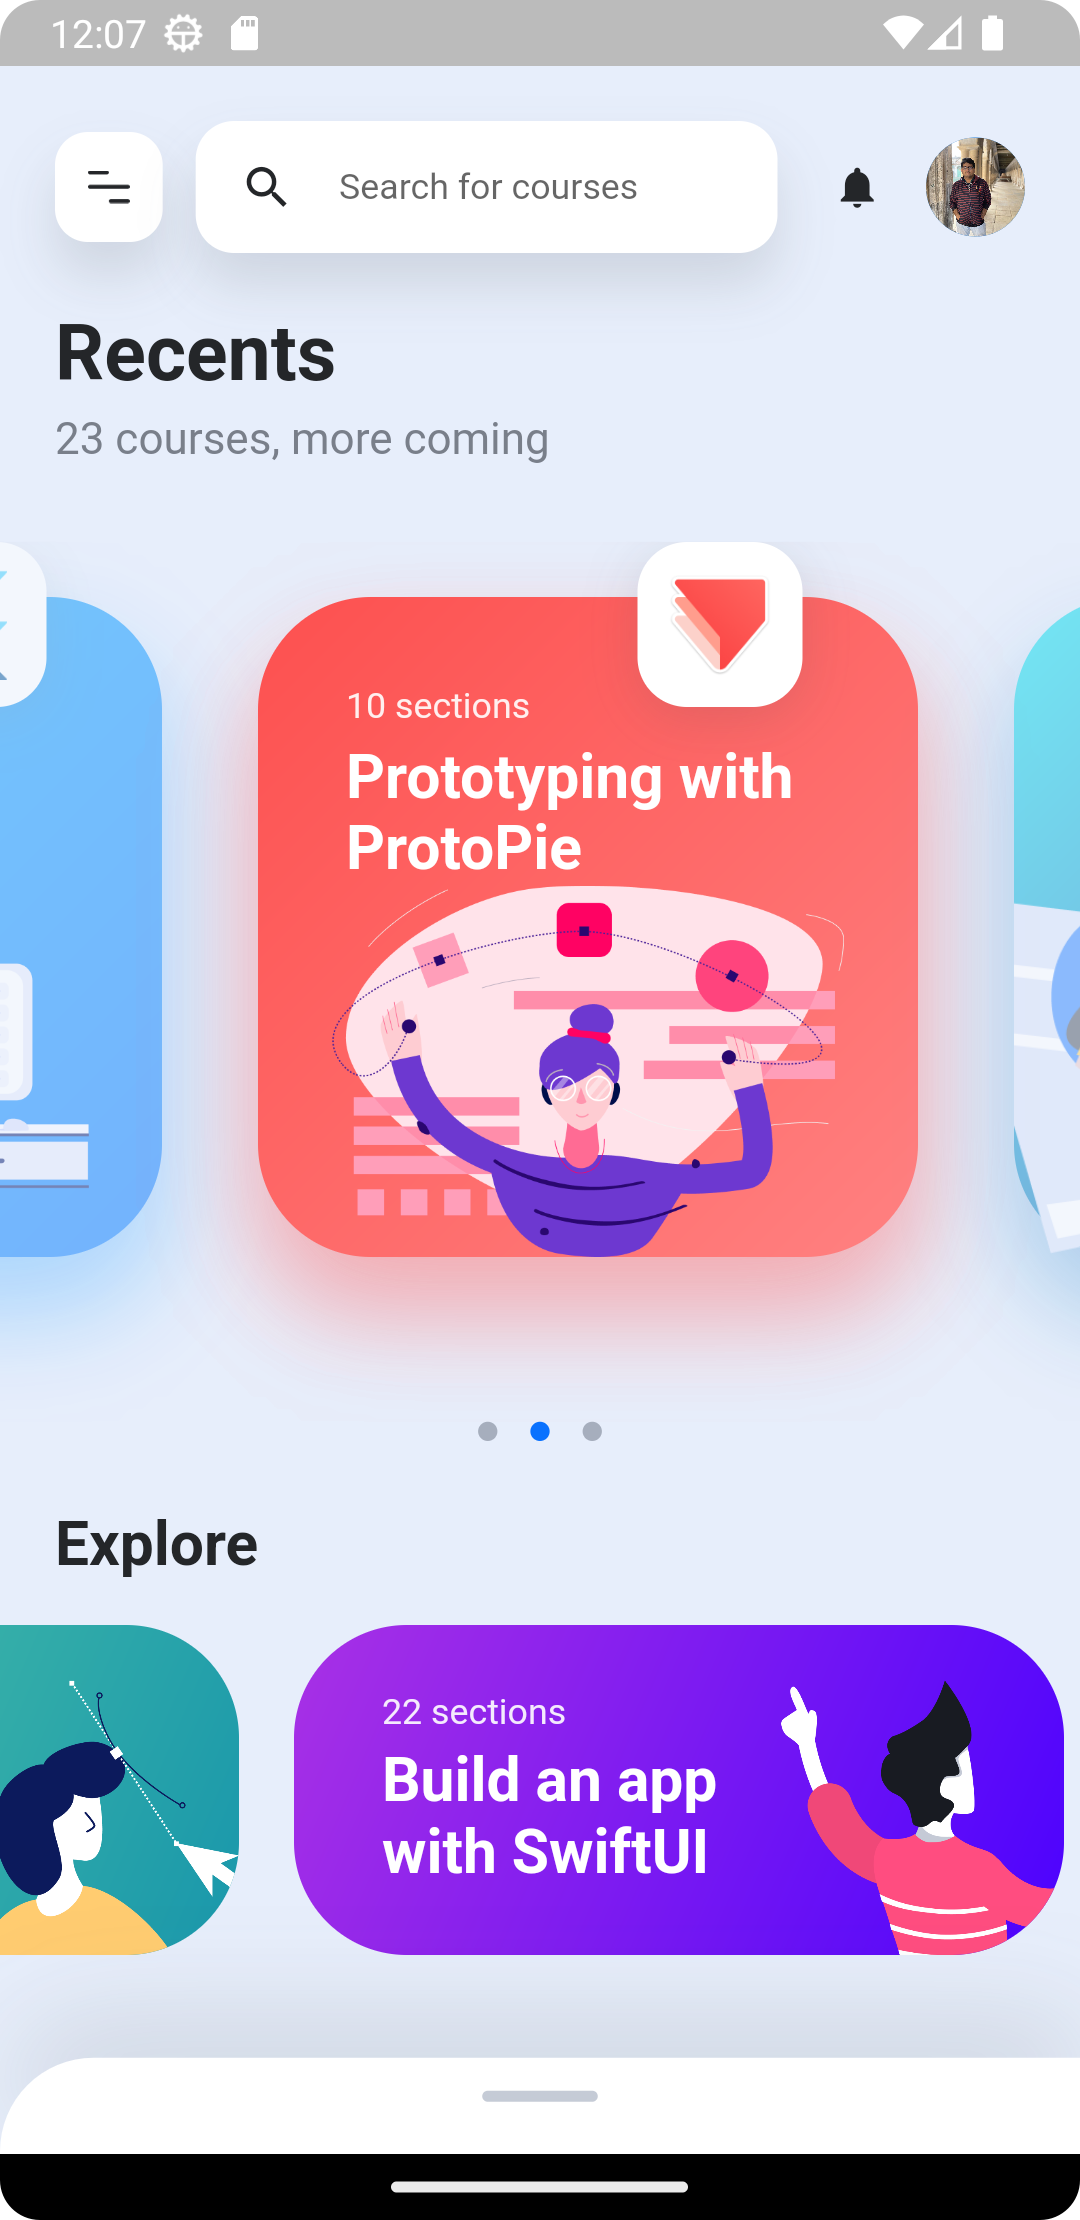 12:07
Search for courses
Recents
23 courses, more coming
10 sections
Prototyping with
ProtoPie
Explore
22 sections
Build an app
with SwiftUI